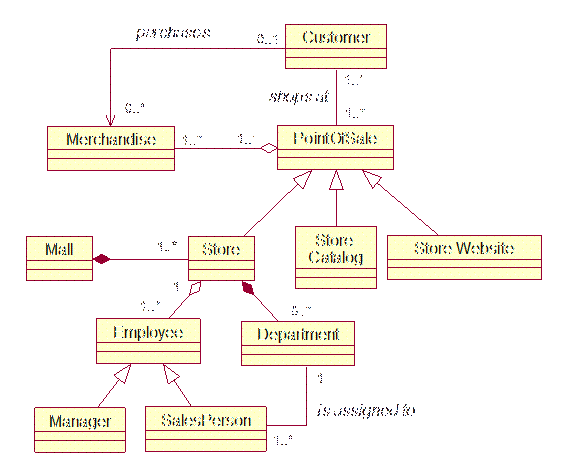 purchases
0..1
Customer
1..*
shops at
0..*
1..*
Merchandise
1..*
1..*
PointOfSale
Mall
1..*
Store
Store
Catalog
Store Website
1
1..*
0..*
Employee
Department
1
is assigned to
Manager
SalesPerson
1..*